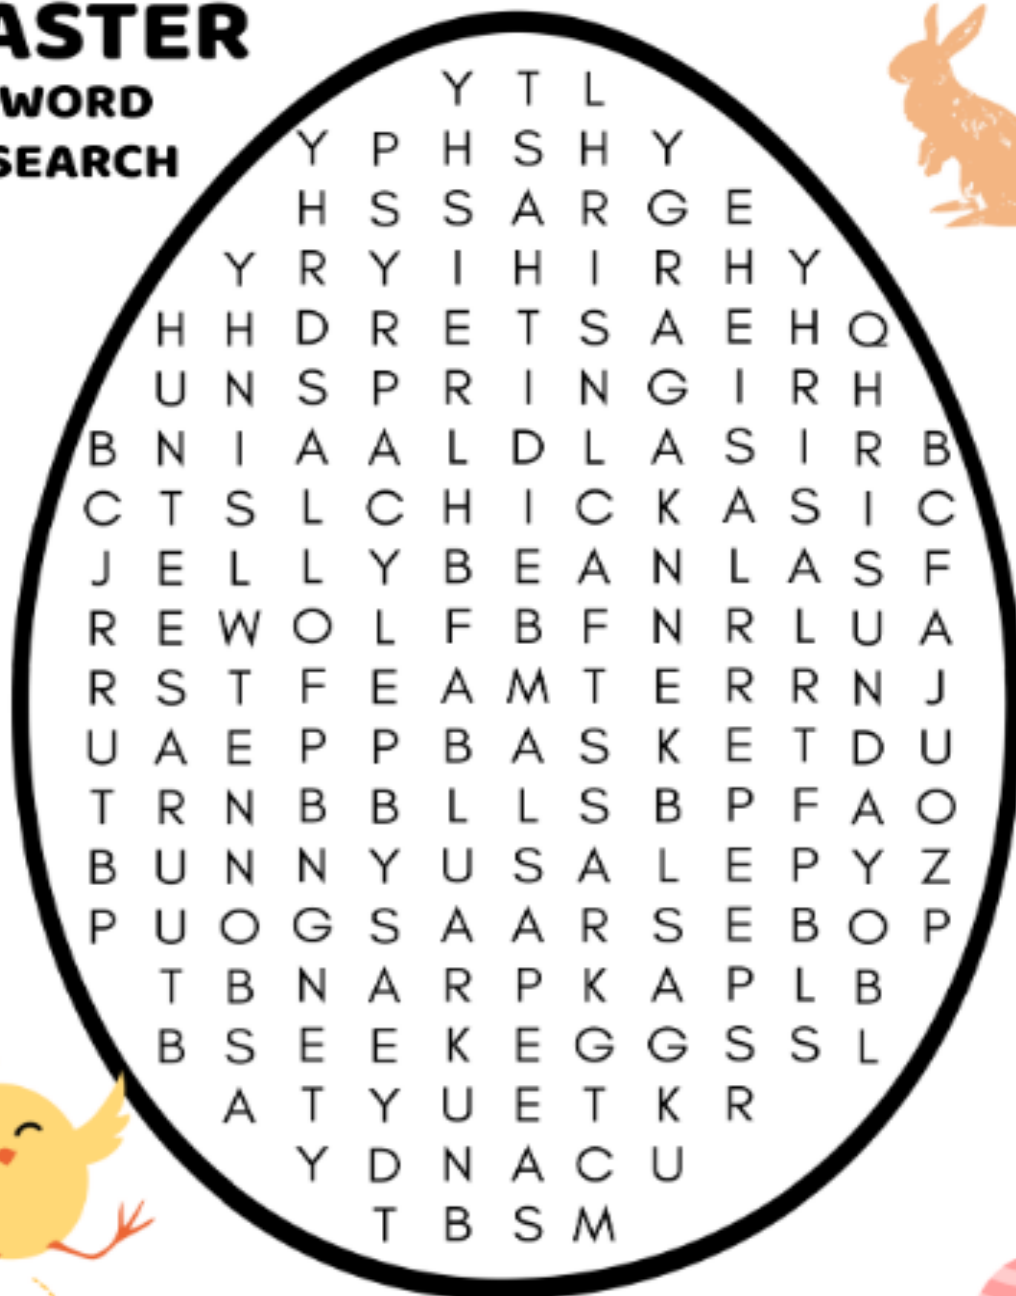 ASTER
WORD
SEARCH
Y T L
Y P H S H Y
H S S A R G E
Y R Y I H I R H Y
H H D R E T S A E H Q
U N S P R I N G I R H
B N I A A L D L A S I R B
C T S L C H I C K A S I C
J E L L Y B E A N L A S F
R E W O L F B F N R L U A
R S T F E A M T E R R N J
U A E P P B A S K E T D U
T R N B B L L S B P F A O
B U N N Y U S A L E P Y Z
P U O G S A A R S E B O P
T B N A R P K A P L B
B S E E K E G G S S L
A T Y U E T K R
Y D N A C U
T B S M